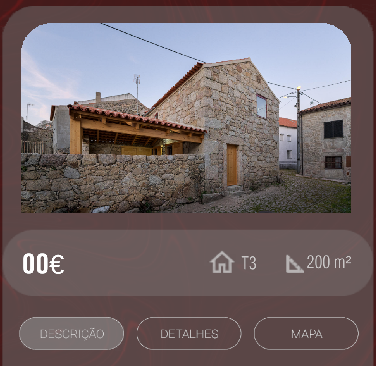 00€ T3 200 m²
DESCRIÇÃO DETALHES MAPA